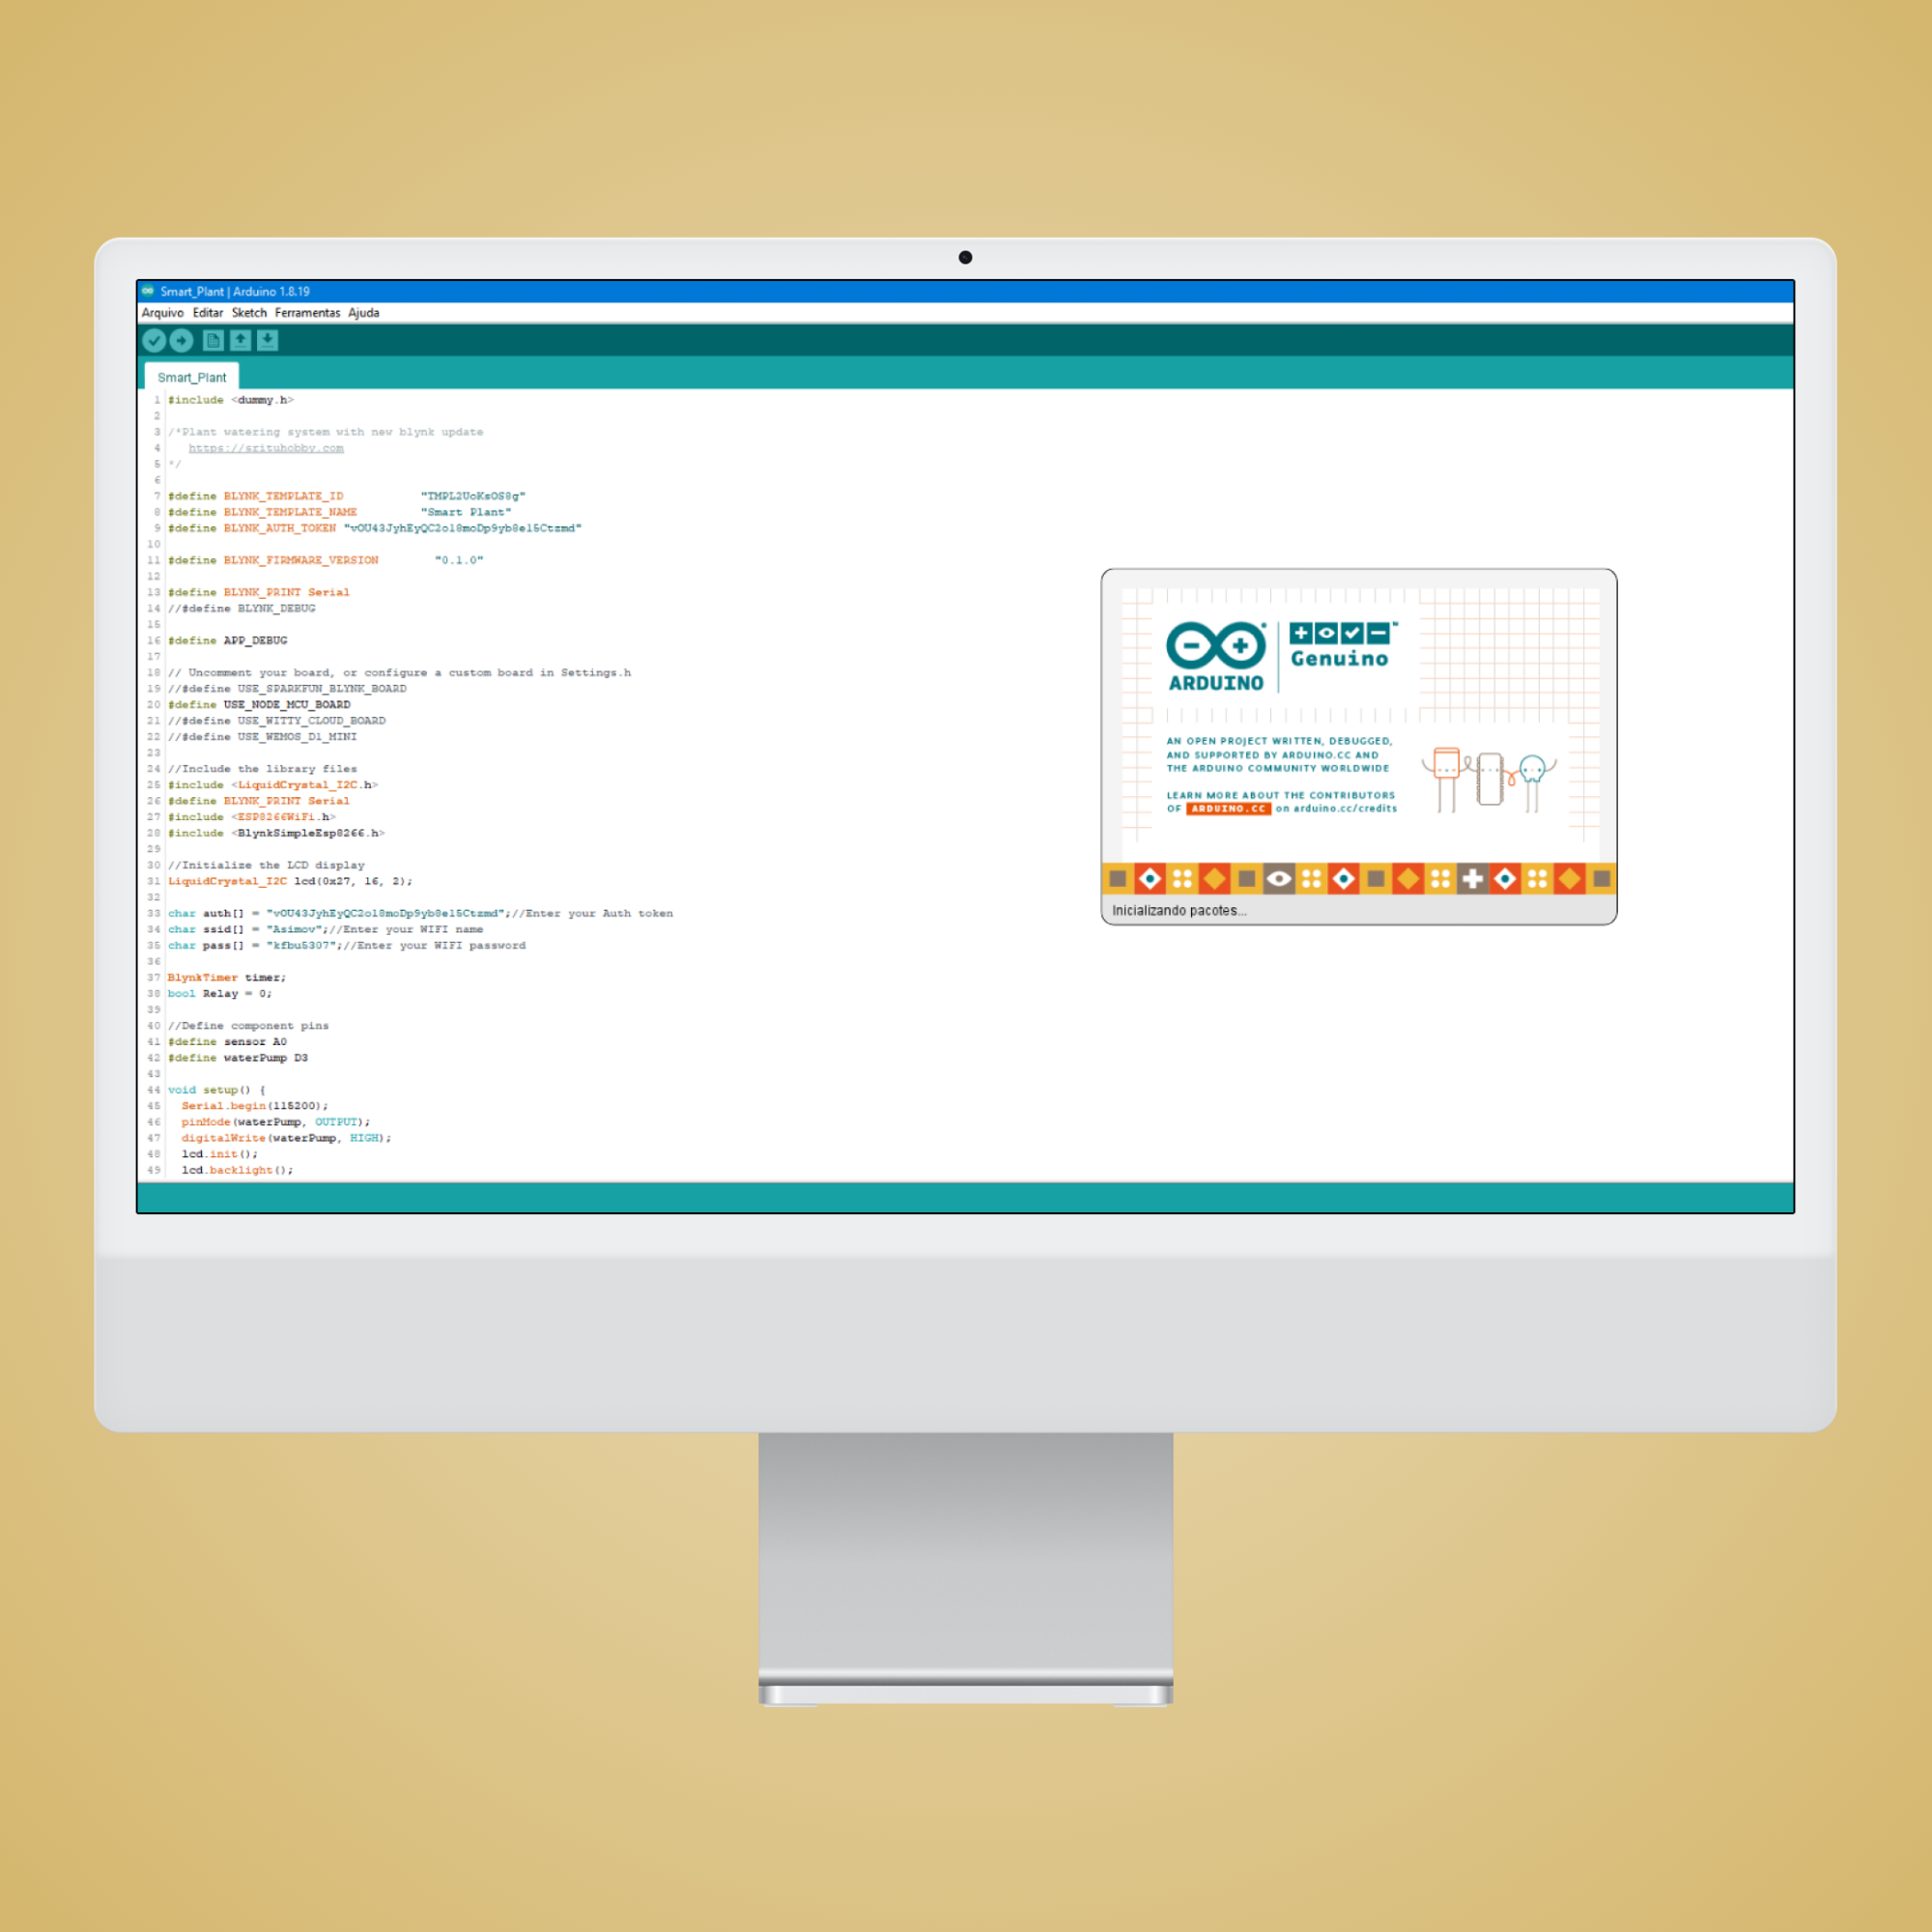 Smart_Plant | Arduino 1.8.19
Arquivo Editar Sketch Ferramentas Ajuda
Smart_Plant
1 #include <dummy.h>
2
3 /*Plant watering system with new blynk update
4 https://srituhobby.com
5 */
6
7 #define BLYNK_TEMPLATE_ID "TMPL2UoKsOS8g"
8 #define BLYNK_TEMPLATE_NAME "Smart Plant"
9 #define BLYNK_AUTH_TOKEN "vOU43JyhEyQC2ol8moDp9yb8el5Ctzmd"
10
11 #define BLYNK_FIRMWARE_VERSION "0.1.0"
12
13 #define BLYNK_PRINT Serial
14 //#define BLYNK_DEBUG
15
16 #define APP_DEBUG
17
18 // Uncomment your board, or configure a custom board in Settings.h
19 //#define USE_SPARKFUN_BLYNK_BOARD
20 #define USE_NODE_MCU_BOARD
21 //#define USE_WITTY_CLOUD_BOARD
22 //#define USE_WEMOS_D1_MINI
23
24 //Include the library files
25 #include <LiquidCrystal_I2C.h>
26 #define BLYNK_PRINT Serial
27 #include <ESP8266WiFi.h>
28 #include <BlynkSimpleEsp8266.h>
29
30 //Initialize the LCD display
31 LiquidCrystal_I2C lcd(0x27, 16, 2);
32
33 char auth[] = "vOU43JyhEyQC2ol8moDp9yb8el5Ctzmd";//Enter your Auth token
34 char ssid[] = "Asimov";//Enter your WIFI name
35 char pass[] = "kfbu5307";//Enter your WIFI password
36
37 BlynkTimer timer;
38 bool Relay = 0;
39
40 //Define component pins
41 #define sensor A0
42 #define waterPump D3
43
44 void setup() {
45 Serial.begin(115200);
46 pinMode(waterPump, OUTPUT);
47 digitalWrite(waterPump, HIGH);
48 lcd.init();
49 lcd.backlight();
ARDUINO
Genuino™
AN OPEN PROJECT WRITTEN, DEBUGGED,
AND SUPPORTED BY ARDUINO.CC AND
THE ARDUINO COMMUNITY WORLDWIDE
LEARN MORE ABOUT THE CONTRIBUTORS
OF ARDUINO.CC on arduino.cc/credits
Inicializando pacotes...